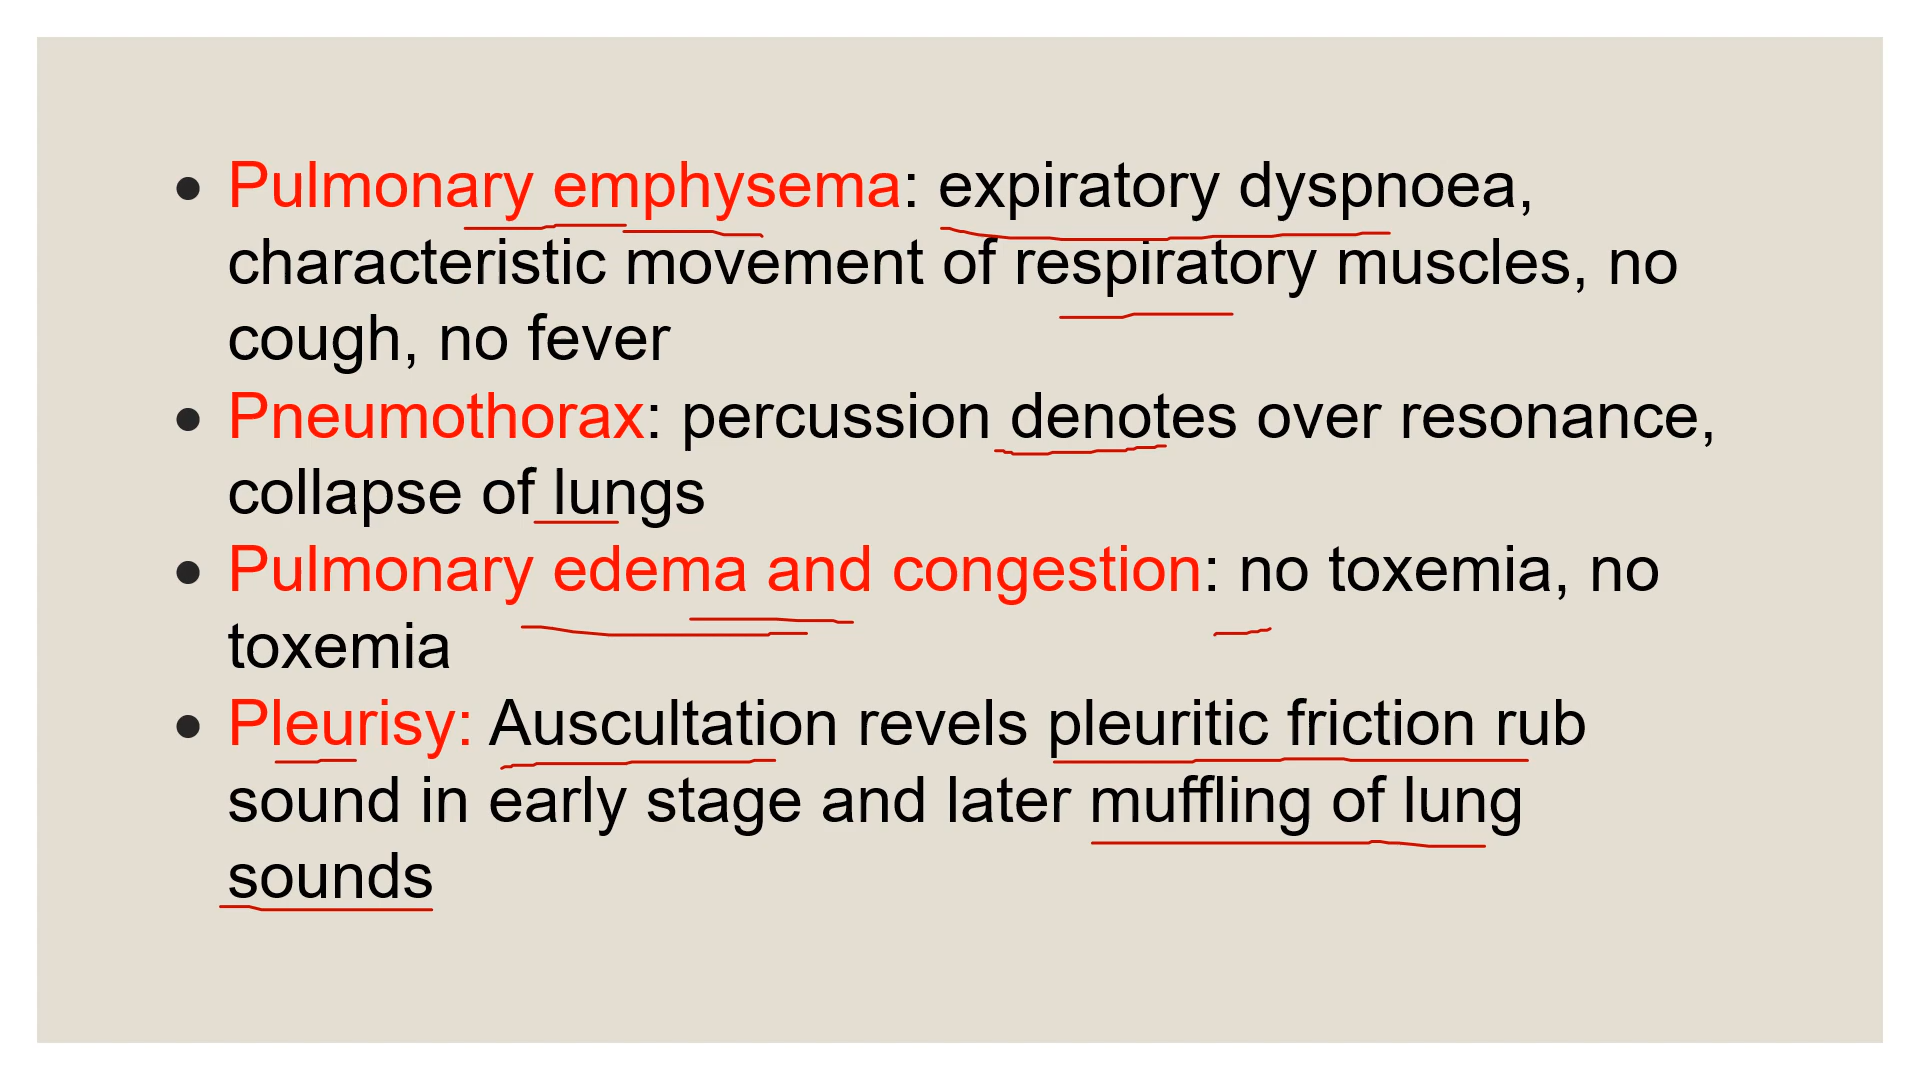 • Pulmonary emphysema: expiratory dyspnoea,
characteristic movement of respiratory muscles, no
cough, no fever
• Pneumothorax: percussion denotes over resonance,
collapse of lungs
• Pulmonary edema and congestion: no toxemia, no
toxemia
• Pleurisy: Auscultation revels pleuritic friction rub
sound in early stage and later muffling of lung
sounds